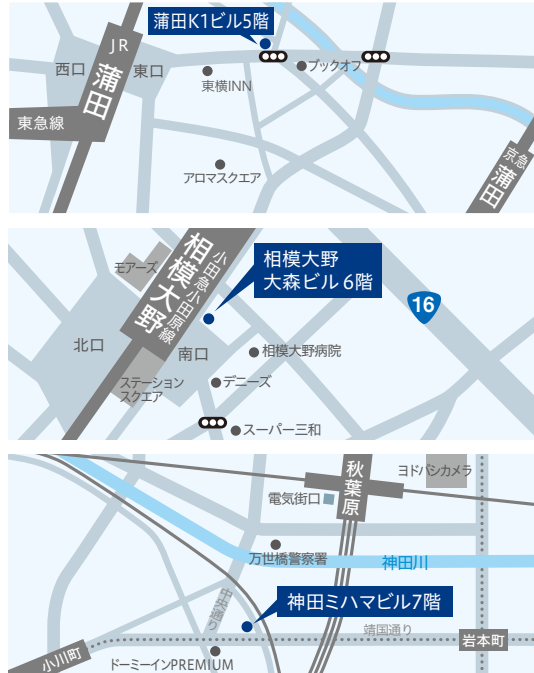 蒲田K1ビル5階
JR
蒲田
西口
東口
東急線
東横INN
ブックオフ
アロマスクエア
京急
蒲田
相模大野
小田急小田原線
モアーズ
相模大野
大森ビル 6階
16
北口
南口
相模大野病院
ステーション
スクエア
デニーズ
スーパー三和
秋葉原
ヨドバシカメラ
電気街口
万世橋警察署
神田川
中央通り
神田ミハマビル7階
靖国通り
岩本町
小川町
ドーミーインPREMIUM